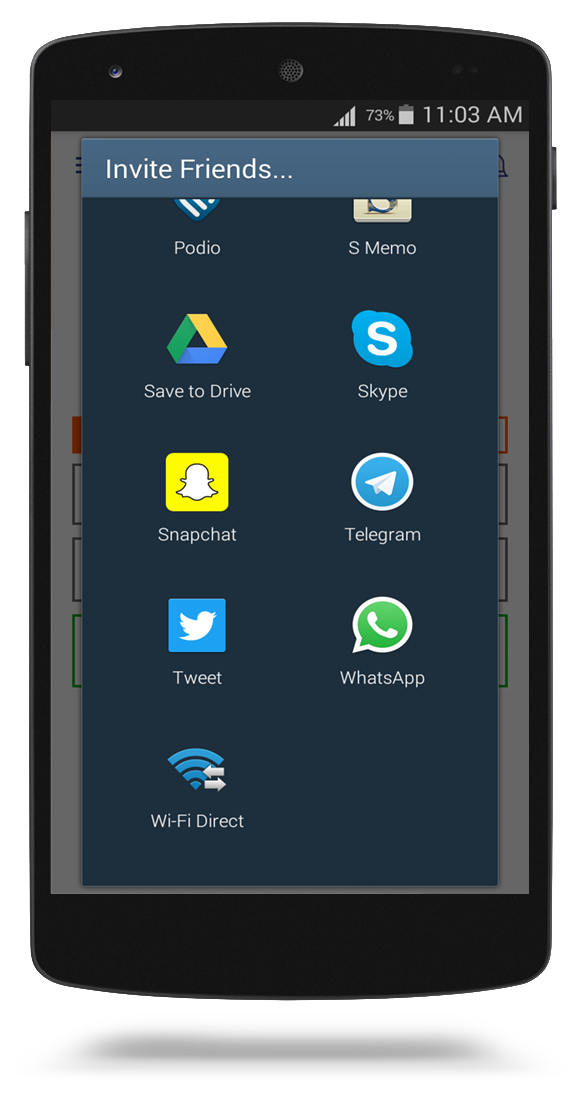 73% 11:03 AM
Invite Friends...
Podio S Memo
Save to Drive Skype
Snapchat Telegram
Tweet WhatsApp
Wi-Fi Direct